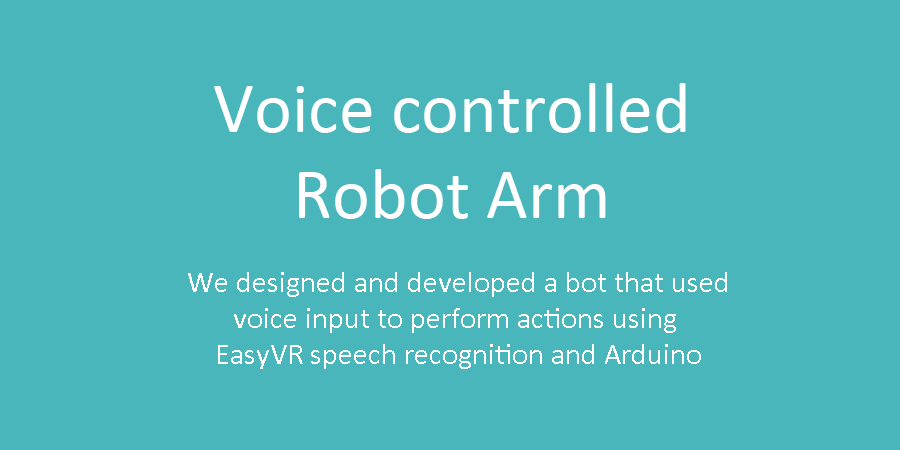 Voice controlled
Robot Arm
We designed and developed a bot that used
voice input to perform actions using
EasyVR speech recognition and Arduino